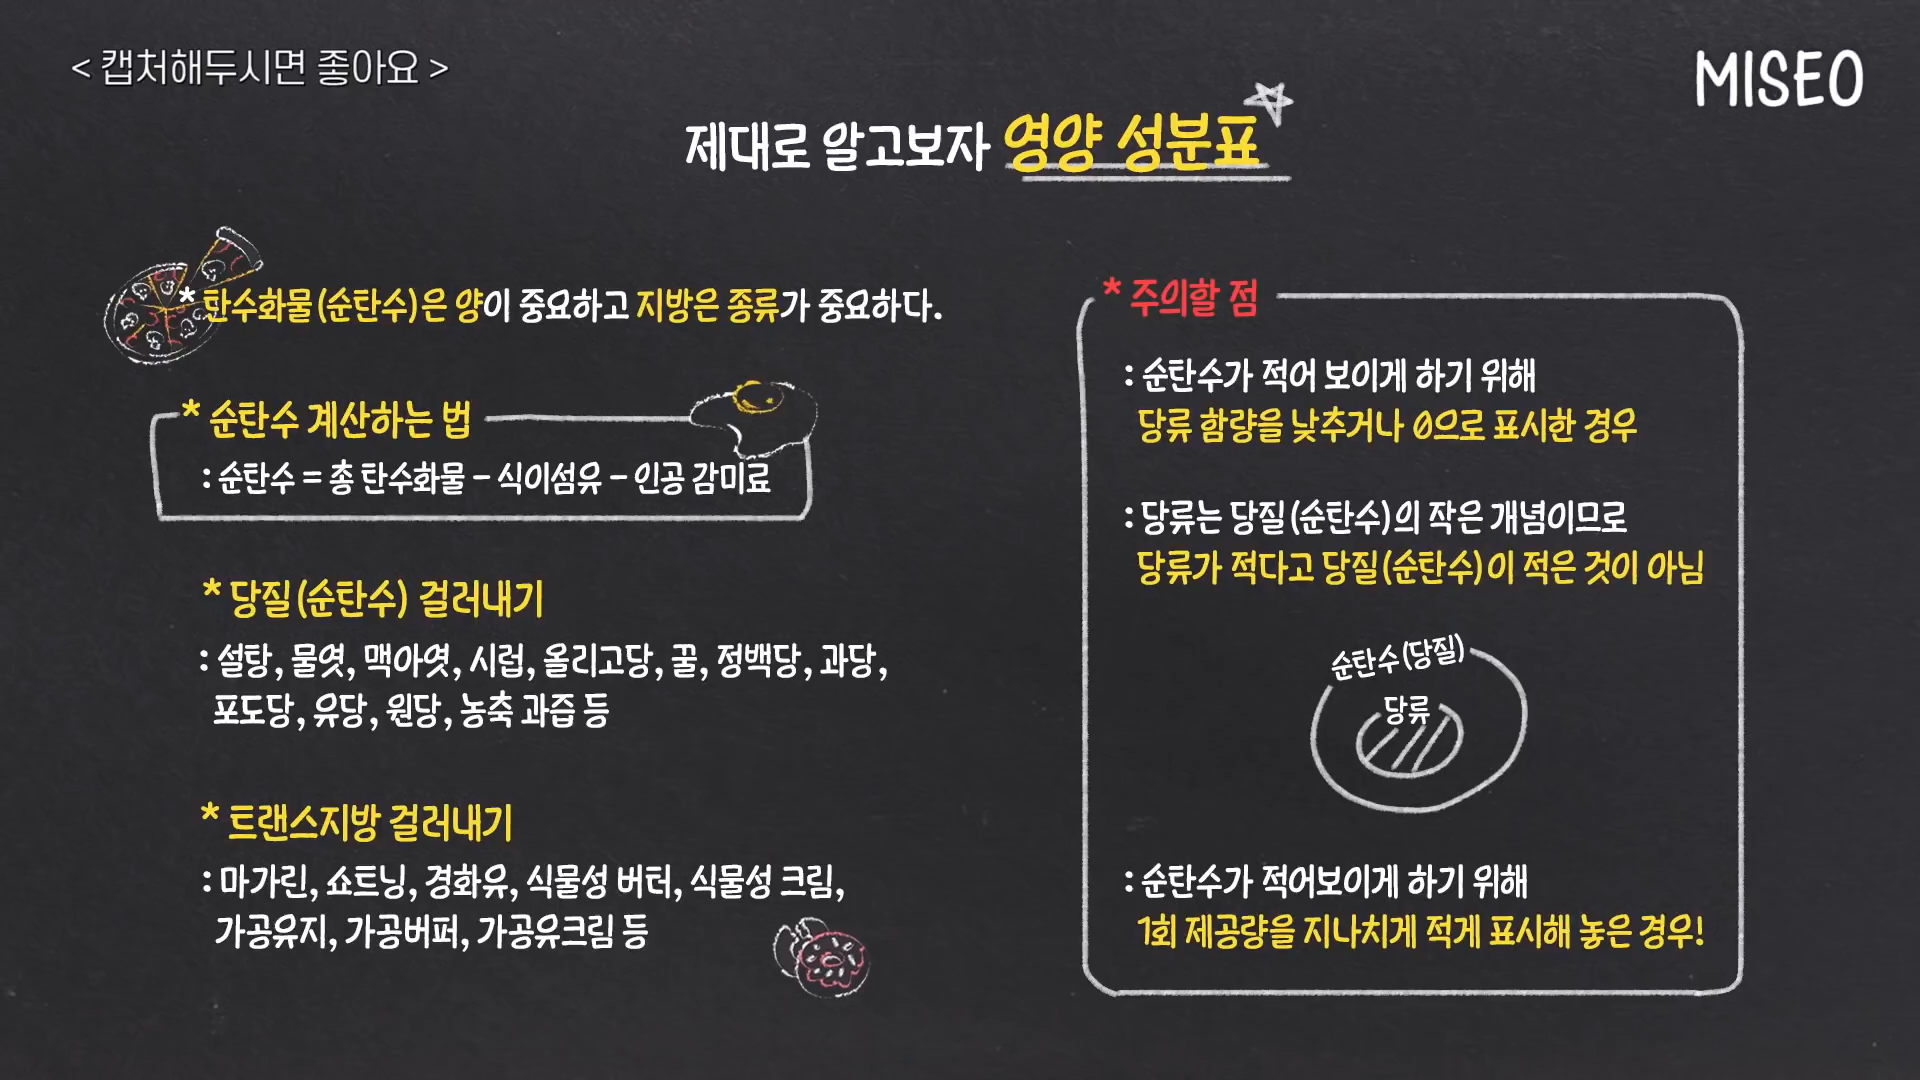 < 캡처해두시면 좋아요 >
MISEO
제대로 알고보자 영양 성분표
* 탄수화물(순탄수)은 양이 중요하고 지방은 종류가 중요하다.
* 순탄수 계산하는 법
: 순탄수 = 총 탄수화물 - 식이섬유 - 인공 감미료
* 당질(순탄수) 걸러내기
: 설탕, 물엿, 맥아엿, 시럽, 올리고당, 꿀, 정백당, 과당,
포도당, 유당, 원당, 농축 과즙 등
* 트랜스지방 걸러내기
: 마가린, 쇼트닝, 경화유, 식물성 버터, 식물성 크림,
가공유지, 가공버퍼, 가공유크림 등
* 주의할 점
: 순탄수가 적어 보이게 하기 위해
당류 함량을 낮추거나 0으로 표시한 경우
: 당류는 당질(순탄수)의 작은 개념이므로
당류가 적다고 당질(순탄수)이 적은 것이 아님
순탄수(당질)
당류
: 순탄수가 적어보이게 하기 위해
1회 제공량을 지나치게 적게 표시해 놓은 경우!